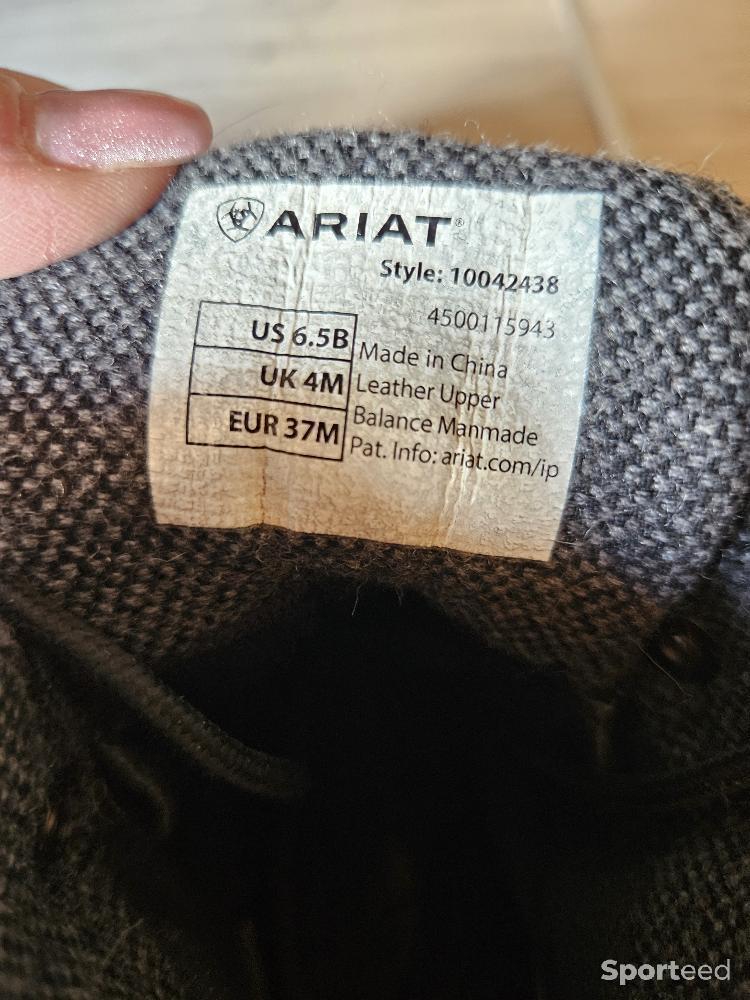 ARIAT®
Style: 10042438
4500115943
US 6.5B
UK 4M
EUR 37M
Made in China
Leather Upper
Balance Manmade
Pat. Info: ariat.com/ip
Sporteed